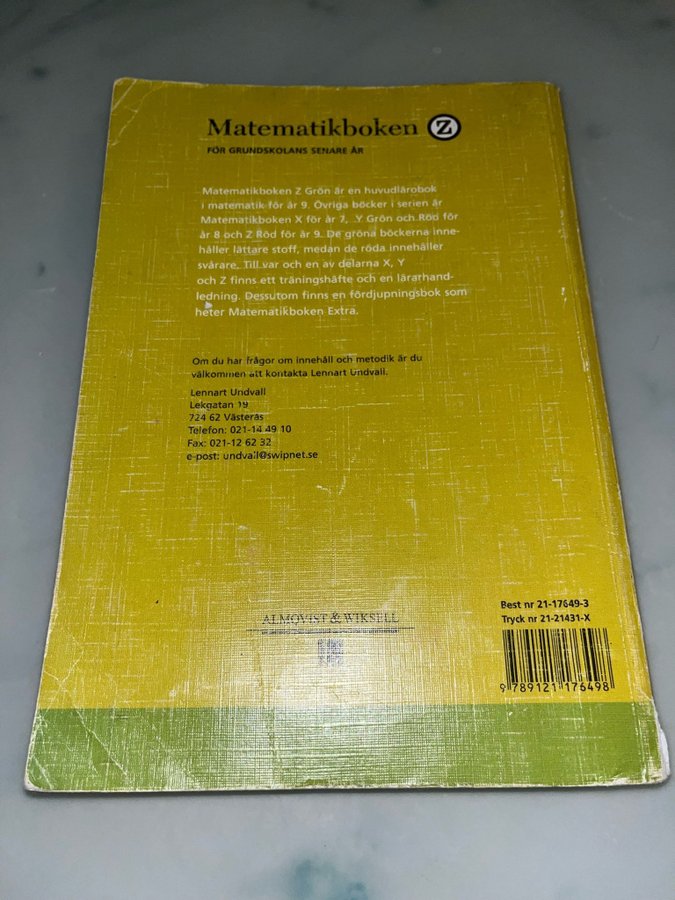 Matematikboken Z
FÖR GRUNDSKOLANS SENARE ÅR
Matematikboken Z Grön är en huvudlärobok
i matematik för år 9. Övriga böcker i serien är
Matematikboken X för år 7, Y Grön och Röd för
år 8 och Z Röd för år 9. De gröna böckerna inne-
håller lättare stoff, medan de röda innehåller
svårare. Till var och en av delarna X, Y
och Z finns ett träningshäfte och en lärarhand-
ledning. Dessutom finns en fördjupningsbok som
heter Matematikboken Extra.
Om du har frågor om innehåll och metodik är du
välkommen att kontakta Lennart Undvall.
Lennart Undvall
Lekgatan 19
724 62 Västerås
Telefon: 021-14 49 10
Fax: 021-12 62 32
e-post: undvall@swipnet.se
ALMQVIST & WIKSELL
Best nr 21-17649-3
Tryck nr 21-21431-X
9 789121 176498